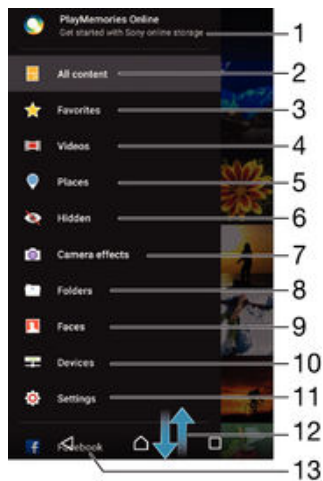 PlayMemories Online
Get started with Sony online storage
1
All content
2
Favorites
3
Videos
4
Places
5
Hidden
6
Camera effects
7
Folders
8
Faces
9
Devices
10
Settings
11
12
Facebook
13